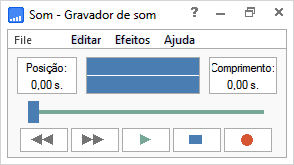 Som - Gravador de som
File Editar Efeitos Ajuda
Posição: Comprimento:
0,00 s. 0,00 s.